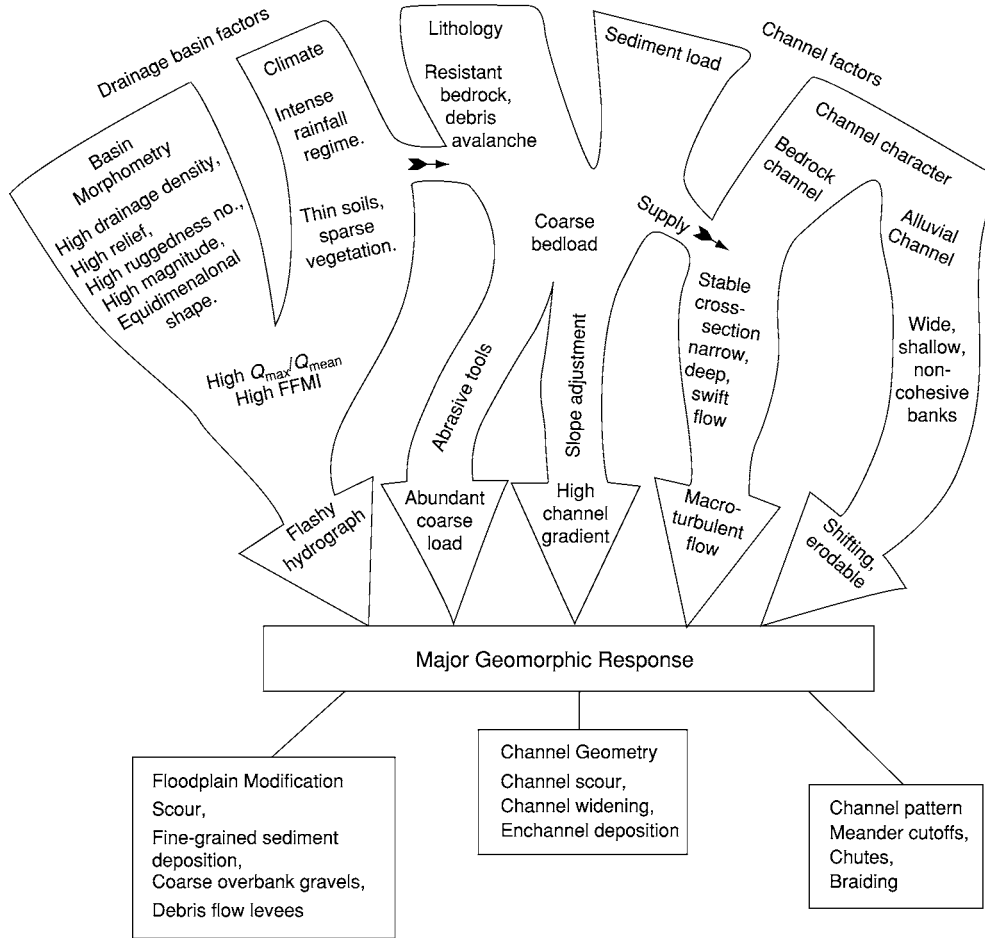 Drainage basin factors
Channel factors
Basin
Morphometry
High drainage density,
High relief,
High ruggedness no.,
High magnitude,
Equidimenalonal
shape.
Climate
Intense
rainfall
regime.
Thin soils,
sparse
vegetation.
High Qmax/Qmean
High FFMI
Lithology
Resistant
bedrock,
debris
avalanche
Sediment load
Coarse
bedload
Supply
Channel character
Bedrock
channel
Alluvial
Channel
Stable
cross-
section
narrow,
deep,
swift
flow
Wide,
shallow,
non-
cohesive
banks
Abrasive tools
Slope adjustment
Flashy
hydrograph
Abundant
coarse
load
High
channel
gradient
Macro-
turbulent
flow
Shifting,
erodable
Major Geomorphic Response
Floodplain Modification
Scour,
Fine-grained sediment
deposition,
Coarse overbank gravels,
Debris flow levees
Channel Geometry
Channel scour,
Channel widening,
Enchannel deposition
Channel pattern
Meander cutoffs,
Chutes,
Braiding